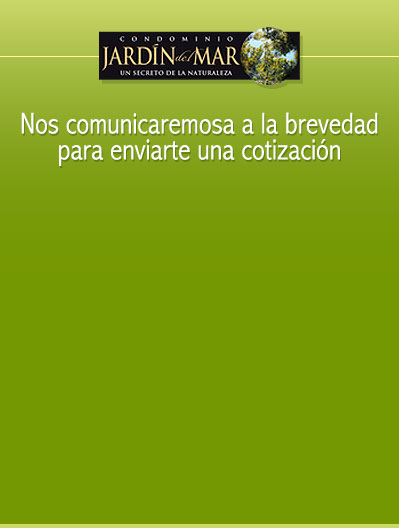 CONDOMINIO
JARDÍN del MAR
UN SECRETO DE LA NATURALEZA
Nos comunicaremosa a la brevedad
para enviarte una cotización